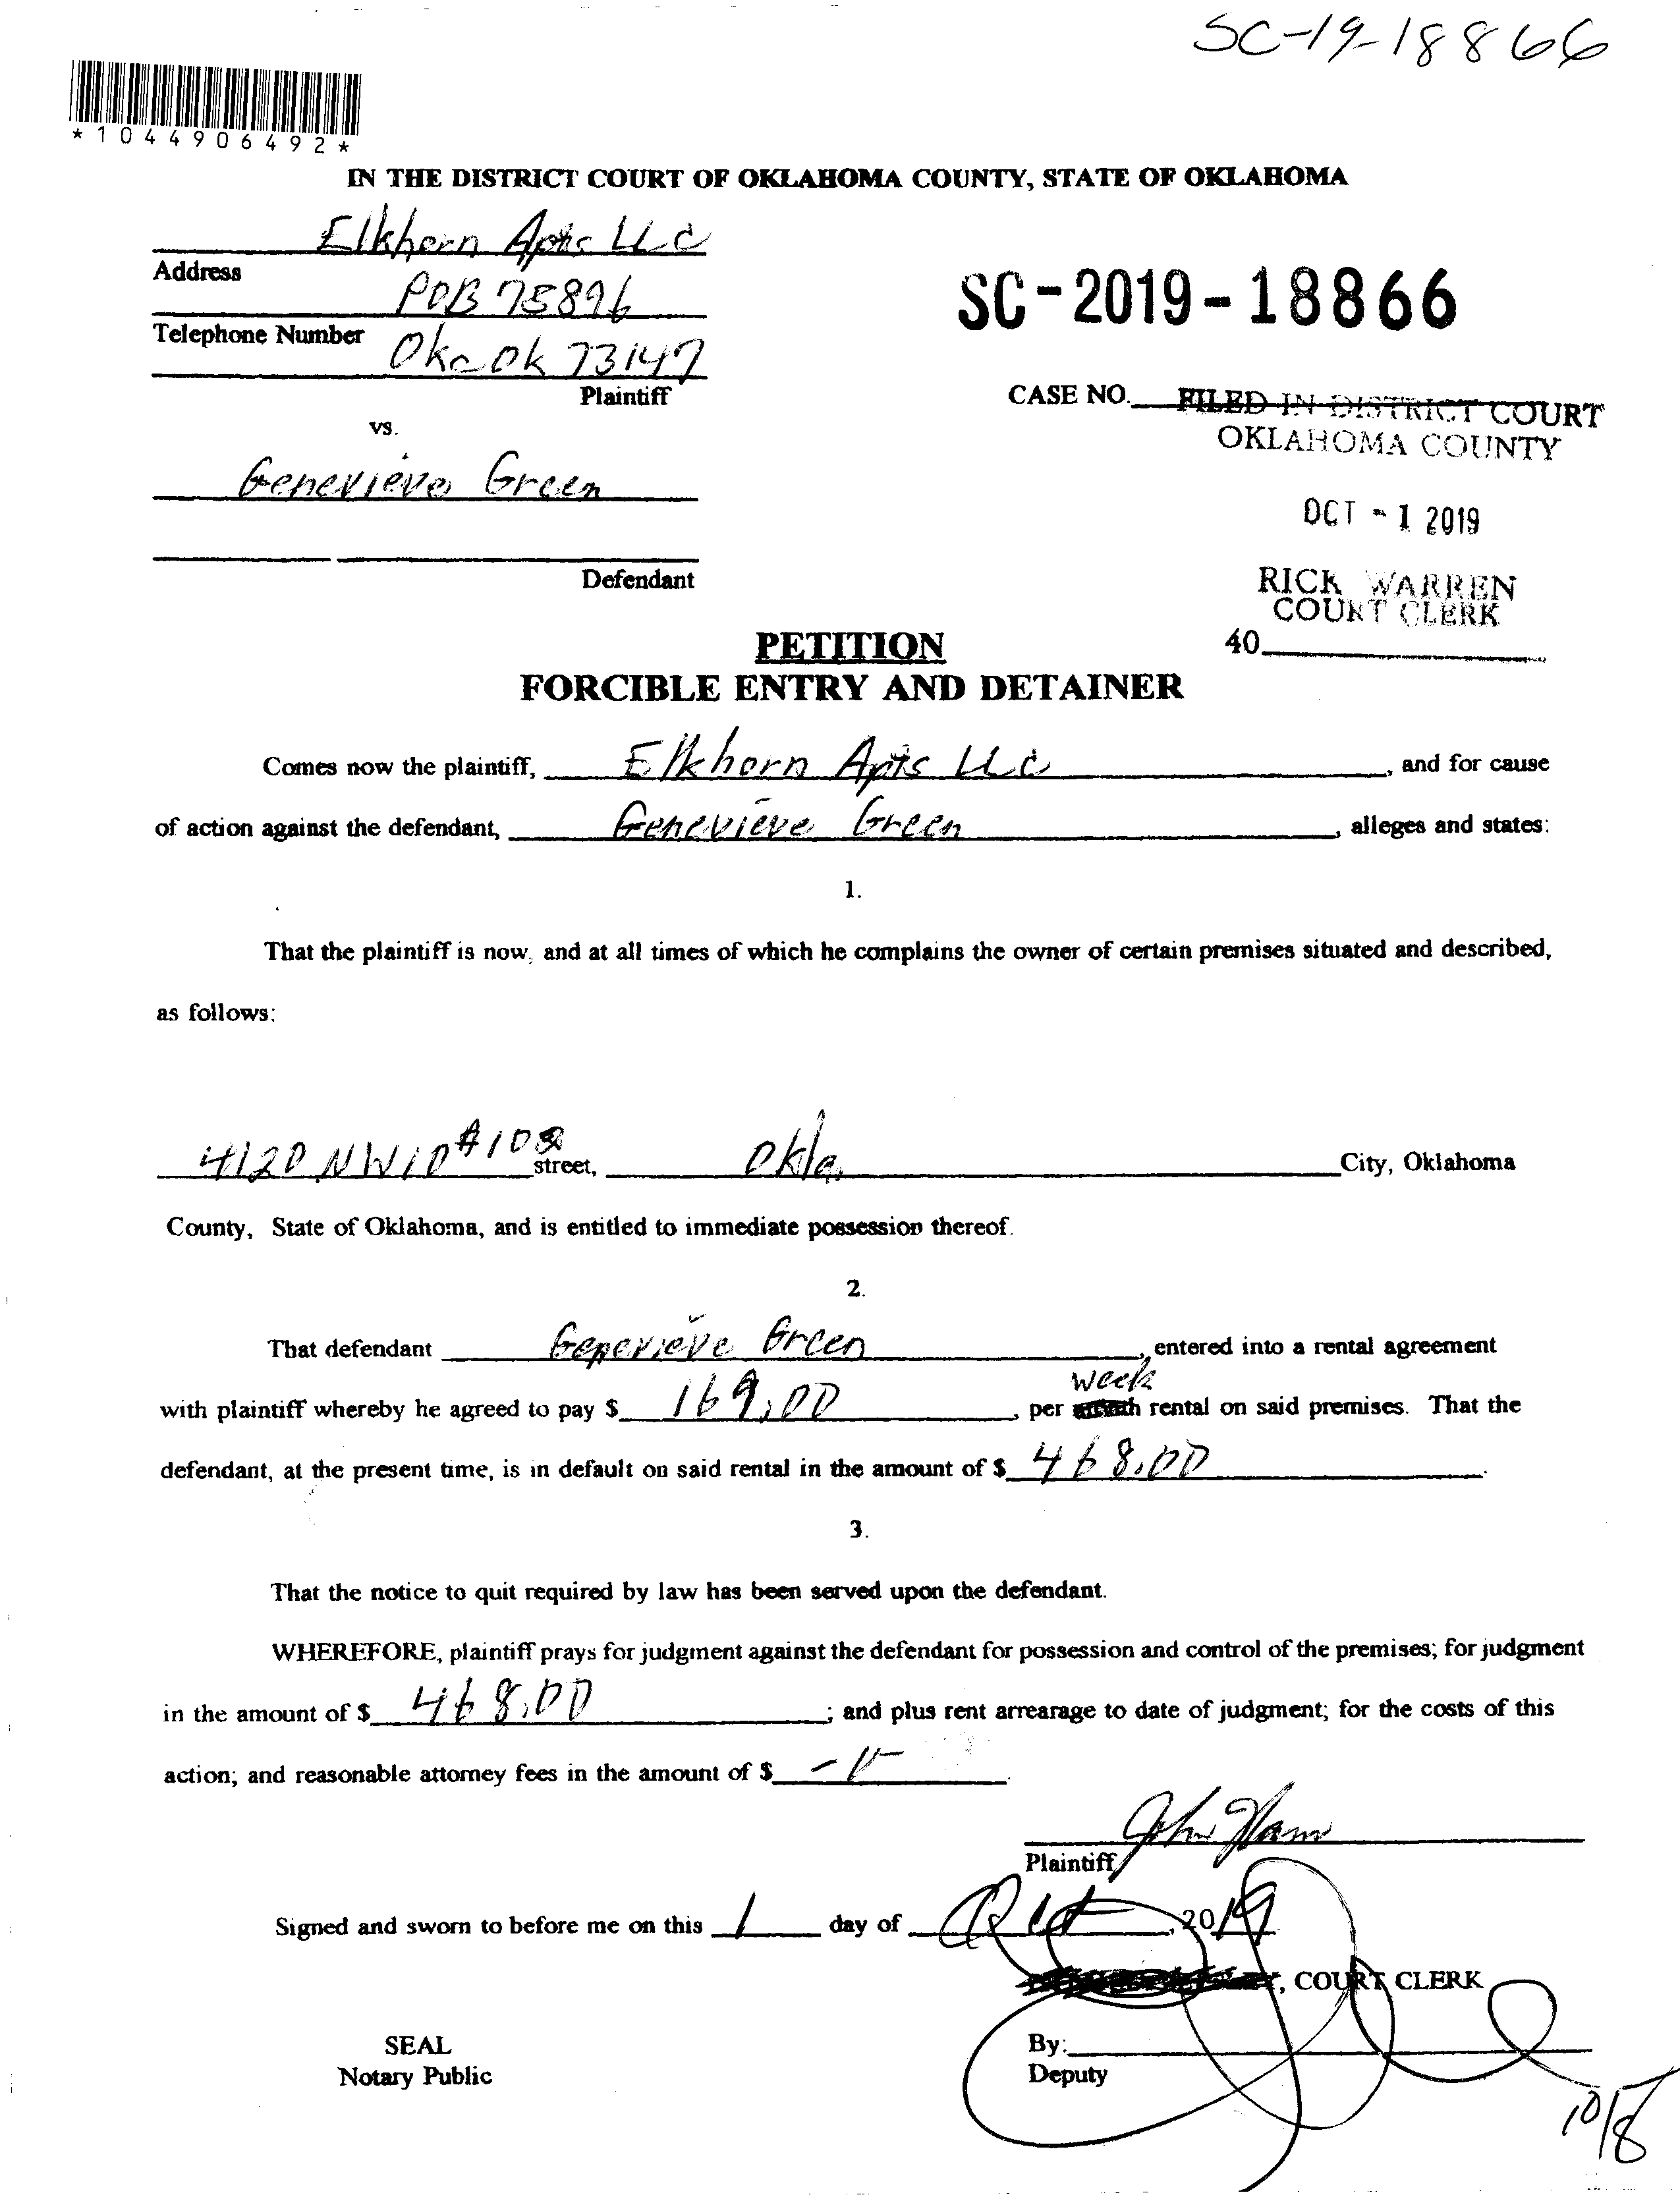 SC-19-18866
*1044906492*
IN THE DISTRICT COURT OF OKLAHOMA COUNTY, STATE OF OKLAHOMA
Elkhorn Apts LLC
Address
POB 75896
Telephone Number
Okc Ok 73147
Plaintiff
SC-2019-18866
CASE NO.
FILED IN DISTRICT COURT
OKLAHOMA COUNTY
vs.
Genevieve Green
OCT - 1 2019
Defendant
RICK WARREN
COURT CLERK
40
PETITION
FORCIBLE ENTRY AND DETAINER
Comes now the plaintiff, Elkhorn Apts LLC, and for cause
of action against the defendant, Genevieve Green, alleges and states:
1.
That the plaintiff is now, and at all times of which he complains the owner of certain premises situated and described,
as follows:
4120 NW 10 street, Okla. City, Oklahoma
County, State of Oklahoma, and is entitled to immediate possession thereof.
2.
That defendant Genevieve Green, entered into a rental agreement
week
with plaintiff whereby he agreed to pay $ 169.00, per rental on said premises. That the
defendant, at the present time, is in default on said rental in the amount of $ 468.00.
3.
That the notice to quit required by law has been served upon the defendant.
WHEREFORE, plaintiff prays for judgment against the defendant for possession and control of the premises; for judgment
in the amount of $ 468.00; and plus rent arrearage to date of judgment; for the costs of this
action; and reasonable attorney fees in the amount of $
John
Plaintiff
Signed and sworn to before me on this 1 day of Oct, 2019
, COURT CLERK
SEAL
By:
Notary Public
Deputy
10/8